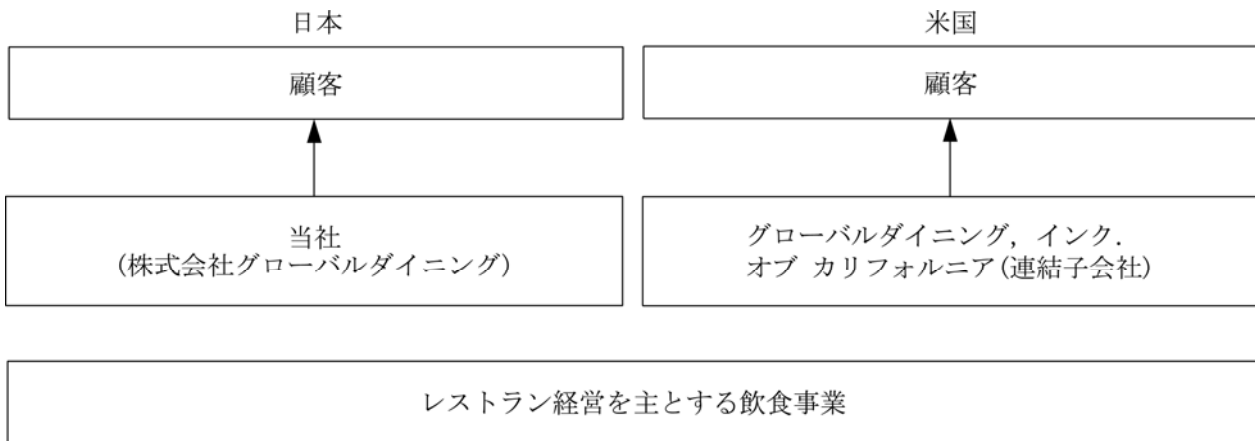 日本
米国
顧客
顧客
当社
(株式会社グローバルダイニング)
グローバルダイニング, インク.
オブ カリフォルニア(連結子会社)
レストラン経営を主とする飲食事業